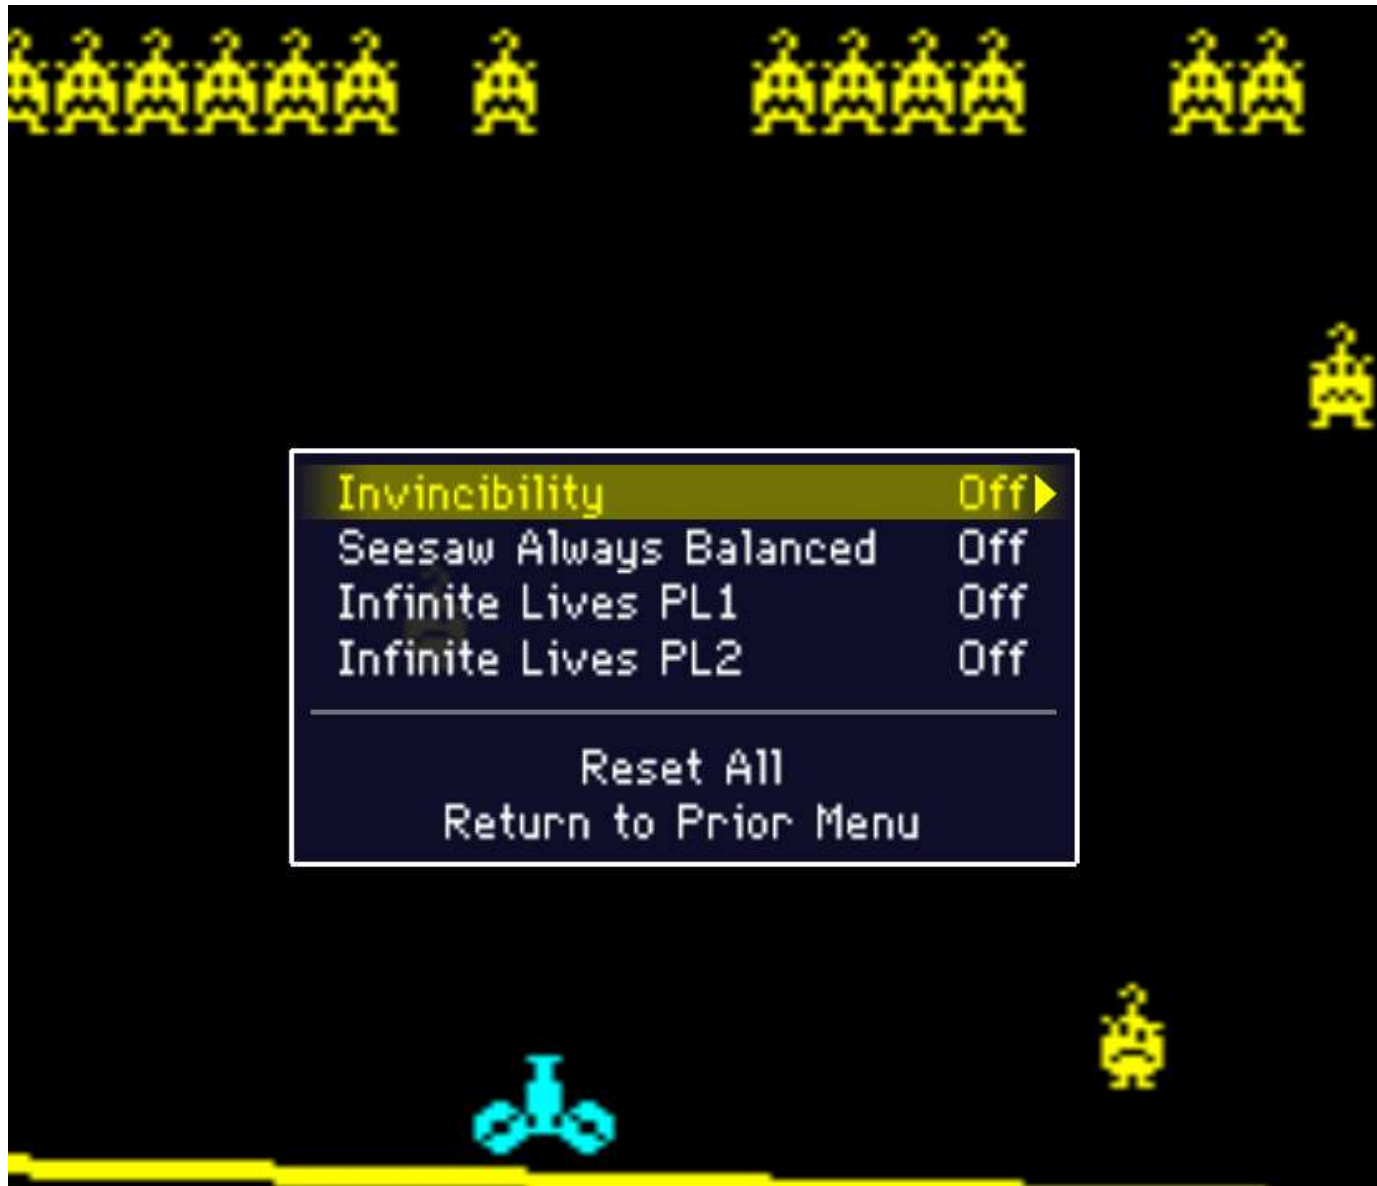 Invincibility Off
Seesaw Always Balanced Off
Infinite Lives PL1 Off
Infinite Lives PL2 Off
Reset All
Return to Prior Menu